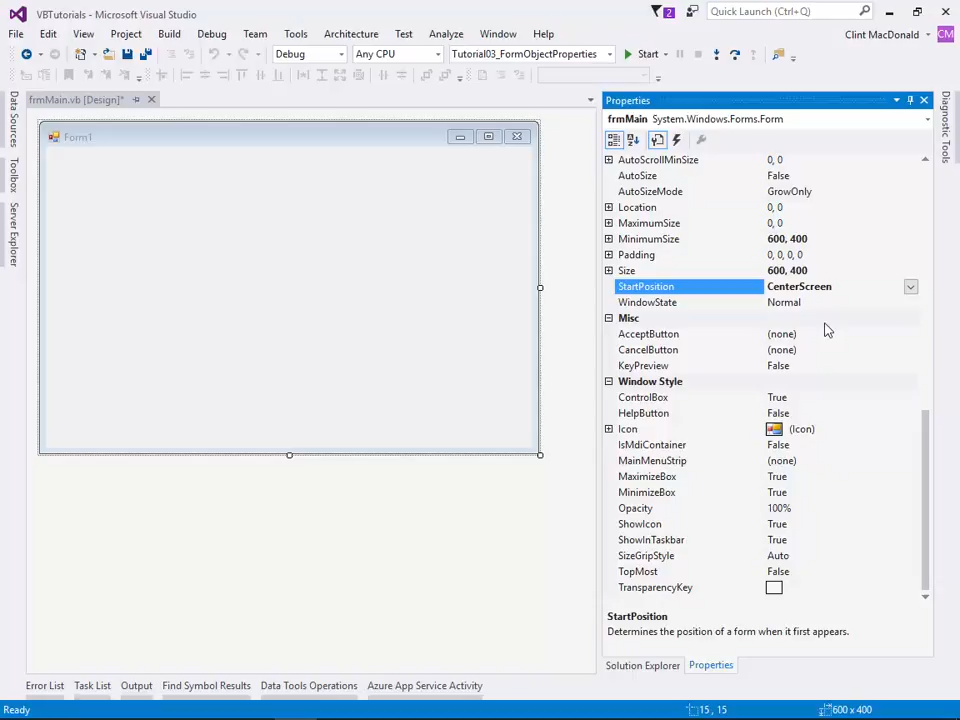 VBTutorials - Microsoft Visual Studio
2
Quick Launch (Ctrl+Q)
File Edit View Project Build Debug Team Tools Architecture Test Analyze Window Help
Clint MacDonald
CM
Debug Any CPU Tutorial03_FormObjectProperties Start
Data Sources
Toolbox
Server Explorer
frmMain.vb [Design]*
Form1
Properties
frmMain System.Windows.Forms.Form
AutoScrollMinSize 0, 0
AutoSize False
AutoSizeMode GrowOnly
Location 0, 0
MaximumSize 0, 0
MinimumSize 600, 400
Padding 0, 0, 0, 0
Size 600, 400
StartPosition CenterScreen
WindowState Normal
Misc
AcceptButton (none)
CancelButton (none)
KeyPreview False
Window Style
ControlBox True
HelpButton False
Icon (Icon)
IsMdiContainer False
MainMenuStrip (none)
MaximizeBox True
MinimizeBox True
Opacity 100%
ShowIcon True
ShowInTaskbar True
SizeGripStyle Auto
TopMost False
TransparencyKey
StartPosition
Determines the position of a form when it first appears.
Solution Explorer Properties
Diagnostic Tools
Error List Task List Output Find Symbol Results Data Tools Operations Azure App Service Activity
Ready 15 , 15 600 x 400